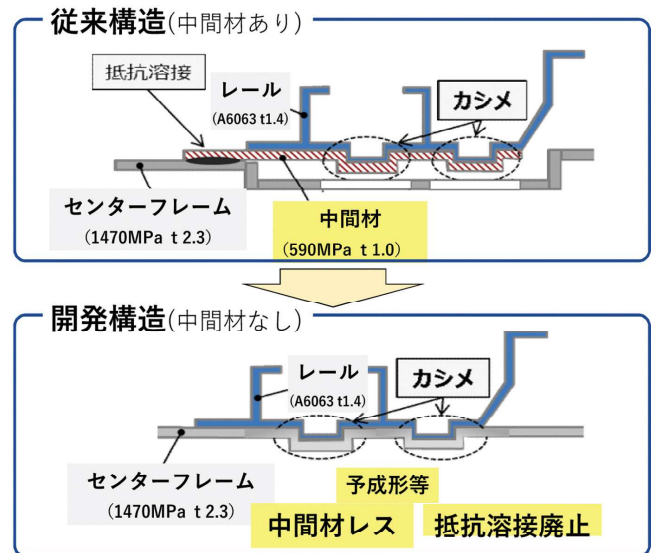 従来構造(中間材あり)
抵抗溶接
レール
(A6063 t1.4)
カシメ
センターフレーム
(1470MPa t 2.3)
中間材
(590MPa t 1.0)
開発構造(中間材なし)
レール
(A6063 t1.4)
カシメ
センターフレーム
(1470MPa t 2.3)
予成形等
中間材レス
抵抗溶接廃止